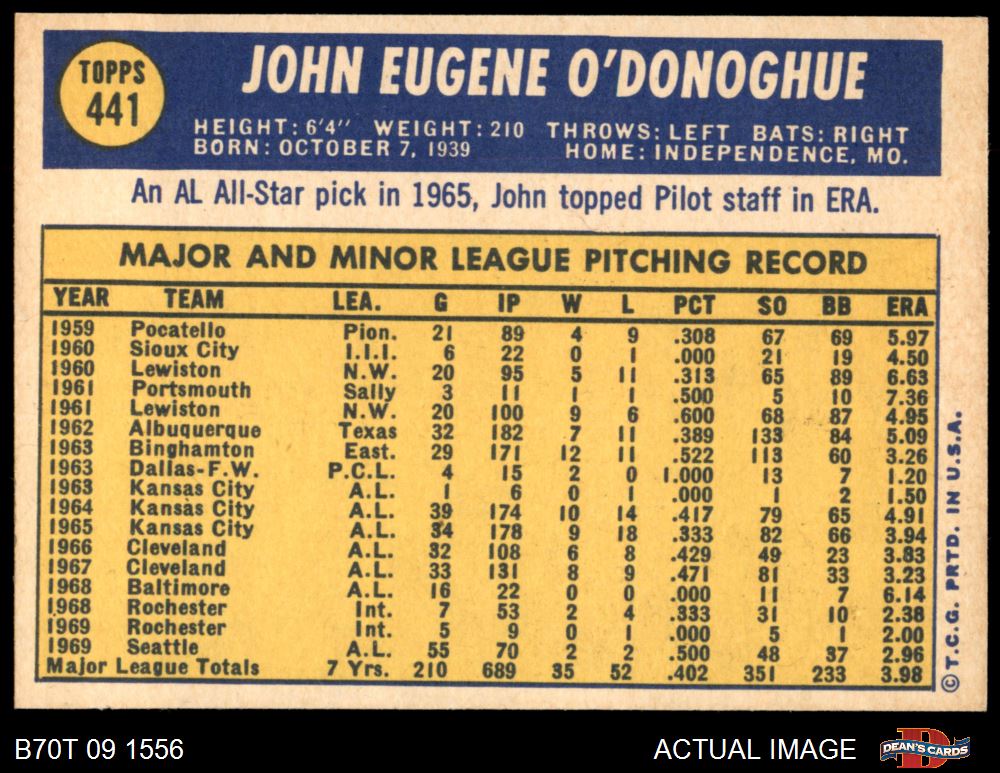 TOPPS
441
JOHN EUGENE O'DONOGHUE
HEIGHT: 6'4" WEIGHT: 210 THROWS: LEFT BATS: RIGHT
BORN: OCTOBER 7, 1939 HOME: INDEPENDENCE, MO.
An AL All-Star pick in 1965, John topped Pilot staff in ERA.
MAJOR AND MINOR LEAGUE PITCHING RECORD
YEAR TEAM LEA. G IP W L PCT SO BB ERA
1959 Pocatello Pion. 21 89 4 9 .308 67 69 5.97
1960 Sioux City I.I.I. 6 22 0 1 .000 21 19 4.50
1960 Lewiston N.W. 20 95 5 11 .313 65 89 6.63
1961 Portsmouth Sally 3 11 1 1 .500 5 10 7.36
1961 Lewiston N.W. 20 100 9 6 .600 68 87 4.95
1962 Albuquerque Texas 32 182 7 11 .389 133 84 5.09
1963 Binghamton East. 29 171 12 11 .522 113 60 3.26
1963 Dallas-F.W. P.C.L. 4 15 2 0 1.000 13 7 1.20
1963 Kansas City A.L. 1 6 0 1 .000 1 2 1.50
1964 Kansas City A.L. 39 174 10 14 .417 79 65 4.91
1965 Kansas City A.L. 34 178 9 18 .333 82 66 3.94
1966 Cleveland A.L. 32 108 6 8 .429 49 23 3.83
1967 Cleveland A.L. 33 131 8 9 .471 81 33 3.23
1968 Baltimore A.L. 16 22 0 0 .000 11 7 6.14
1968 Rochester Int. 7 53 2 4 .333 31 10 2.38
1969 Rochester Int. 5 9 0 1 .000 5 1 2.00
1969 Seattle A.L. 55 70 2 2 .500 48 37 2.96
Major League Totals 7 Yrs. 210 689 35 52 .402 351 233 3.98
©T.C.G. PRTD. IN U.S.A.
B70T 09 1556 ACTUAL IMAGE
DEAN'S CARDS